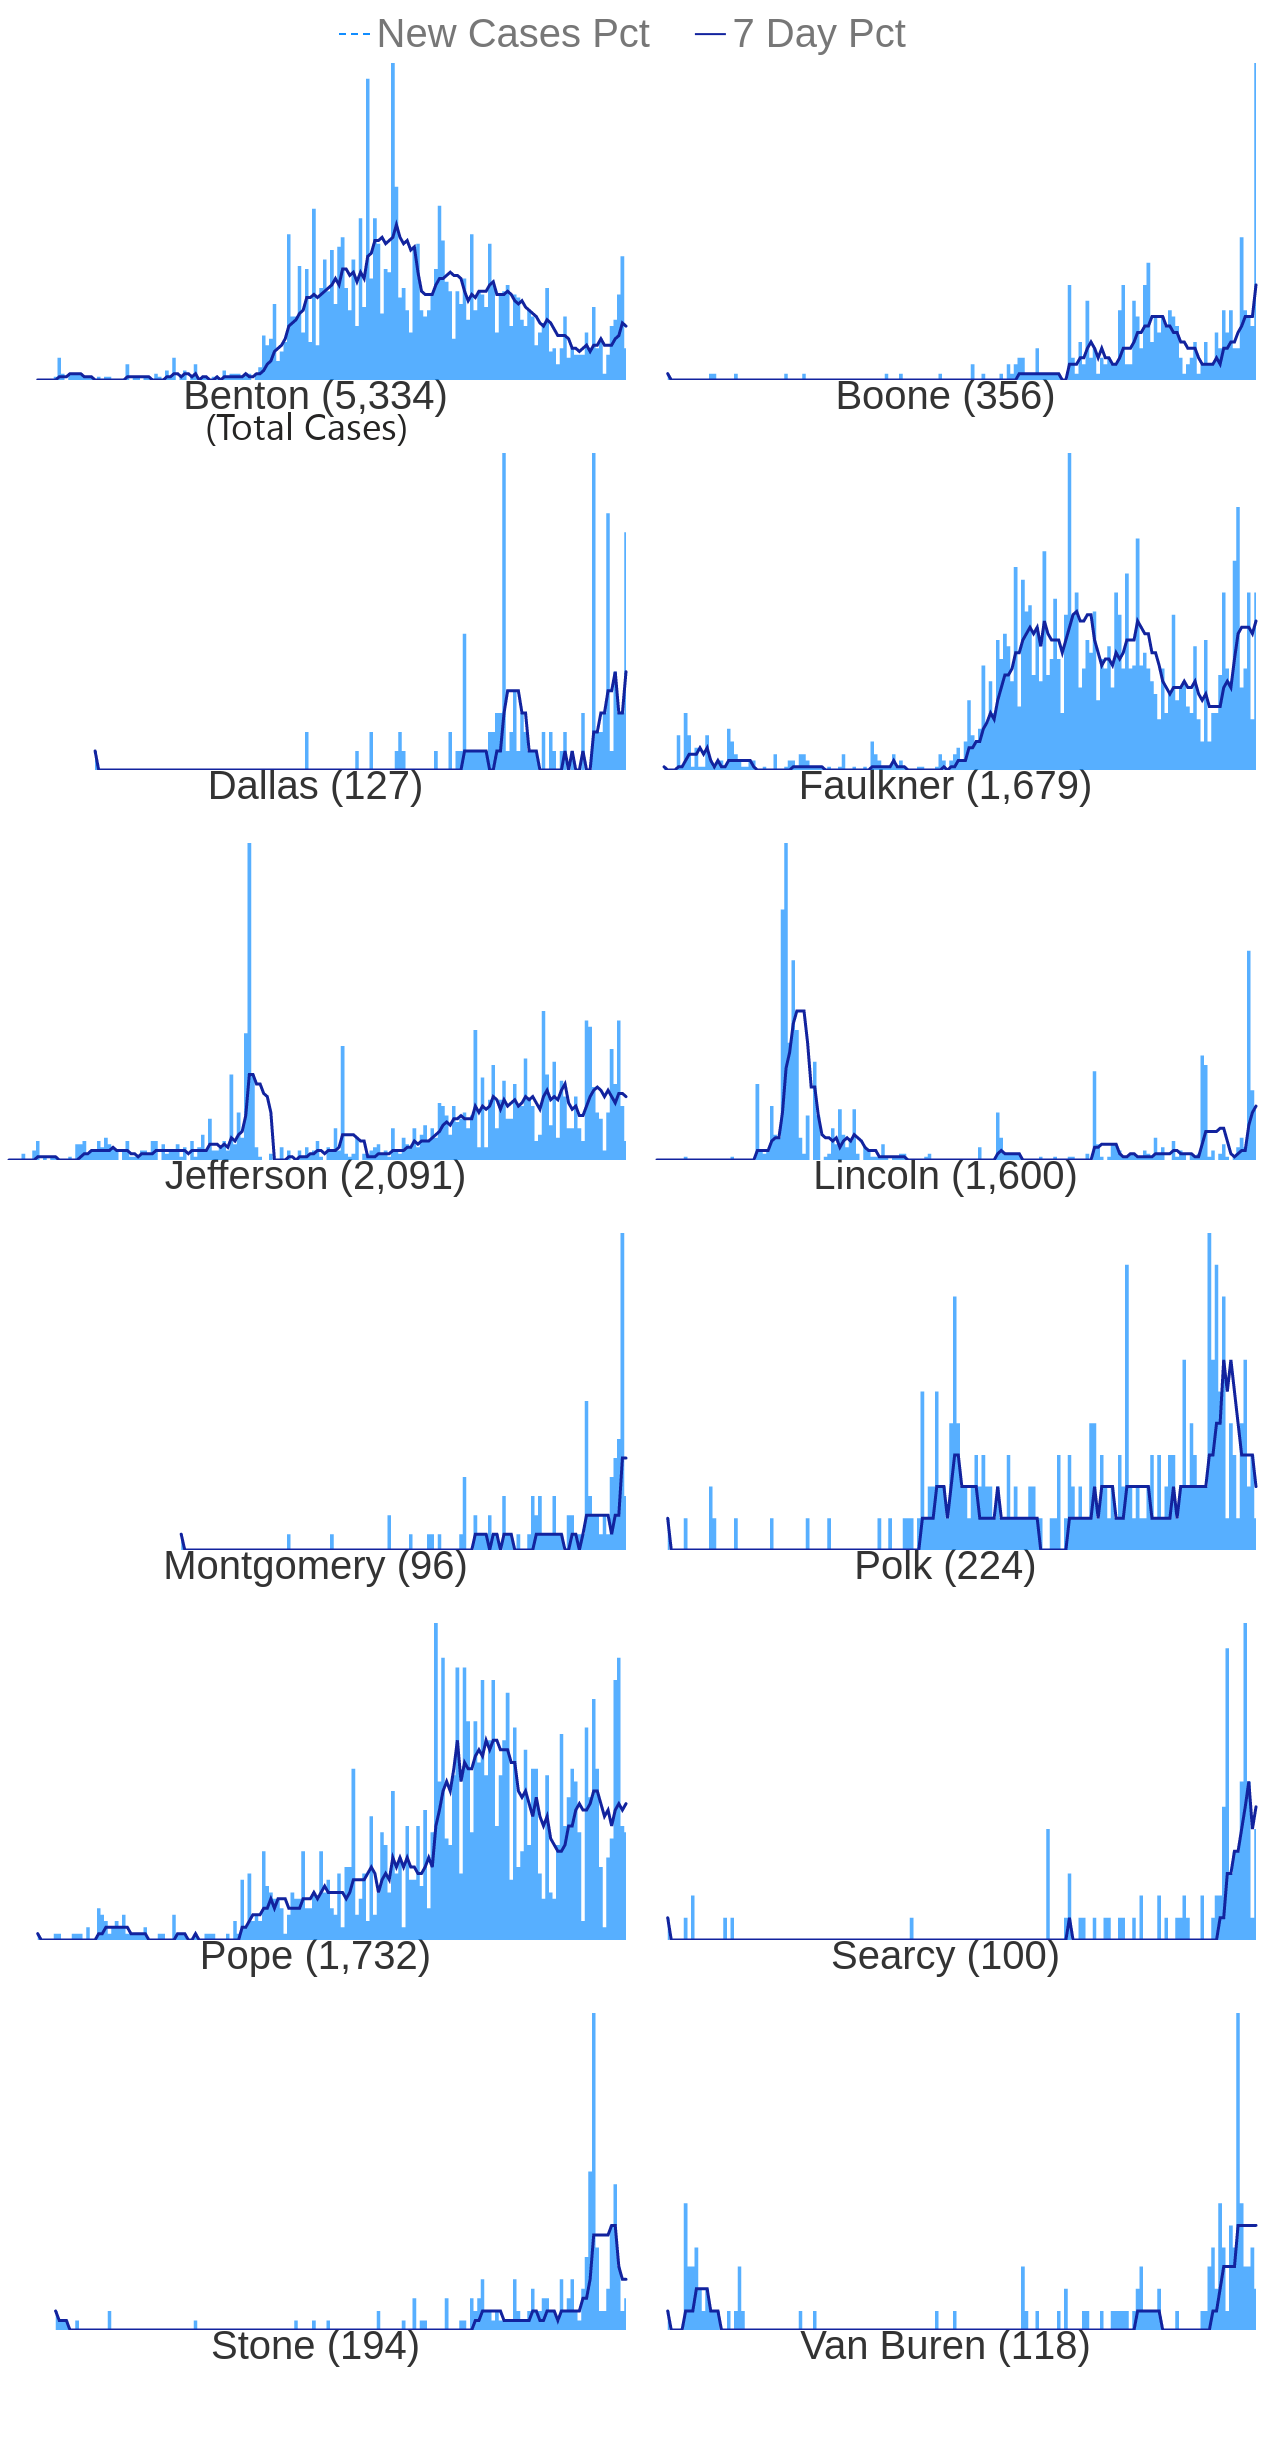 New Cases Pct 7 Day Pct
Benton (5,334) Boone (356)
(Total Cases)
Dallas (127) Faulkner (1,679)
Jefferson (2,091) Lincoln (1,600)
Montgomery (96) Polk (224)
Pope (1,732) Searcy (100)
Stone (194) Van Buren (118)